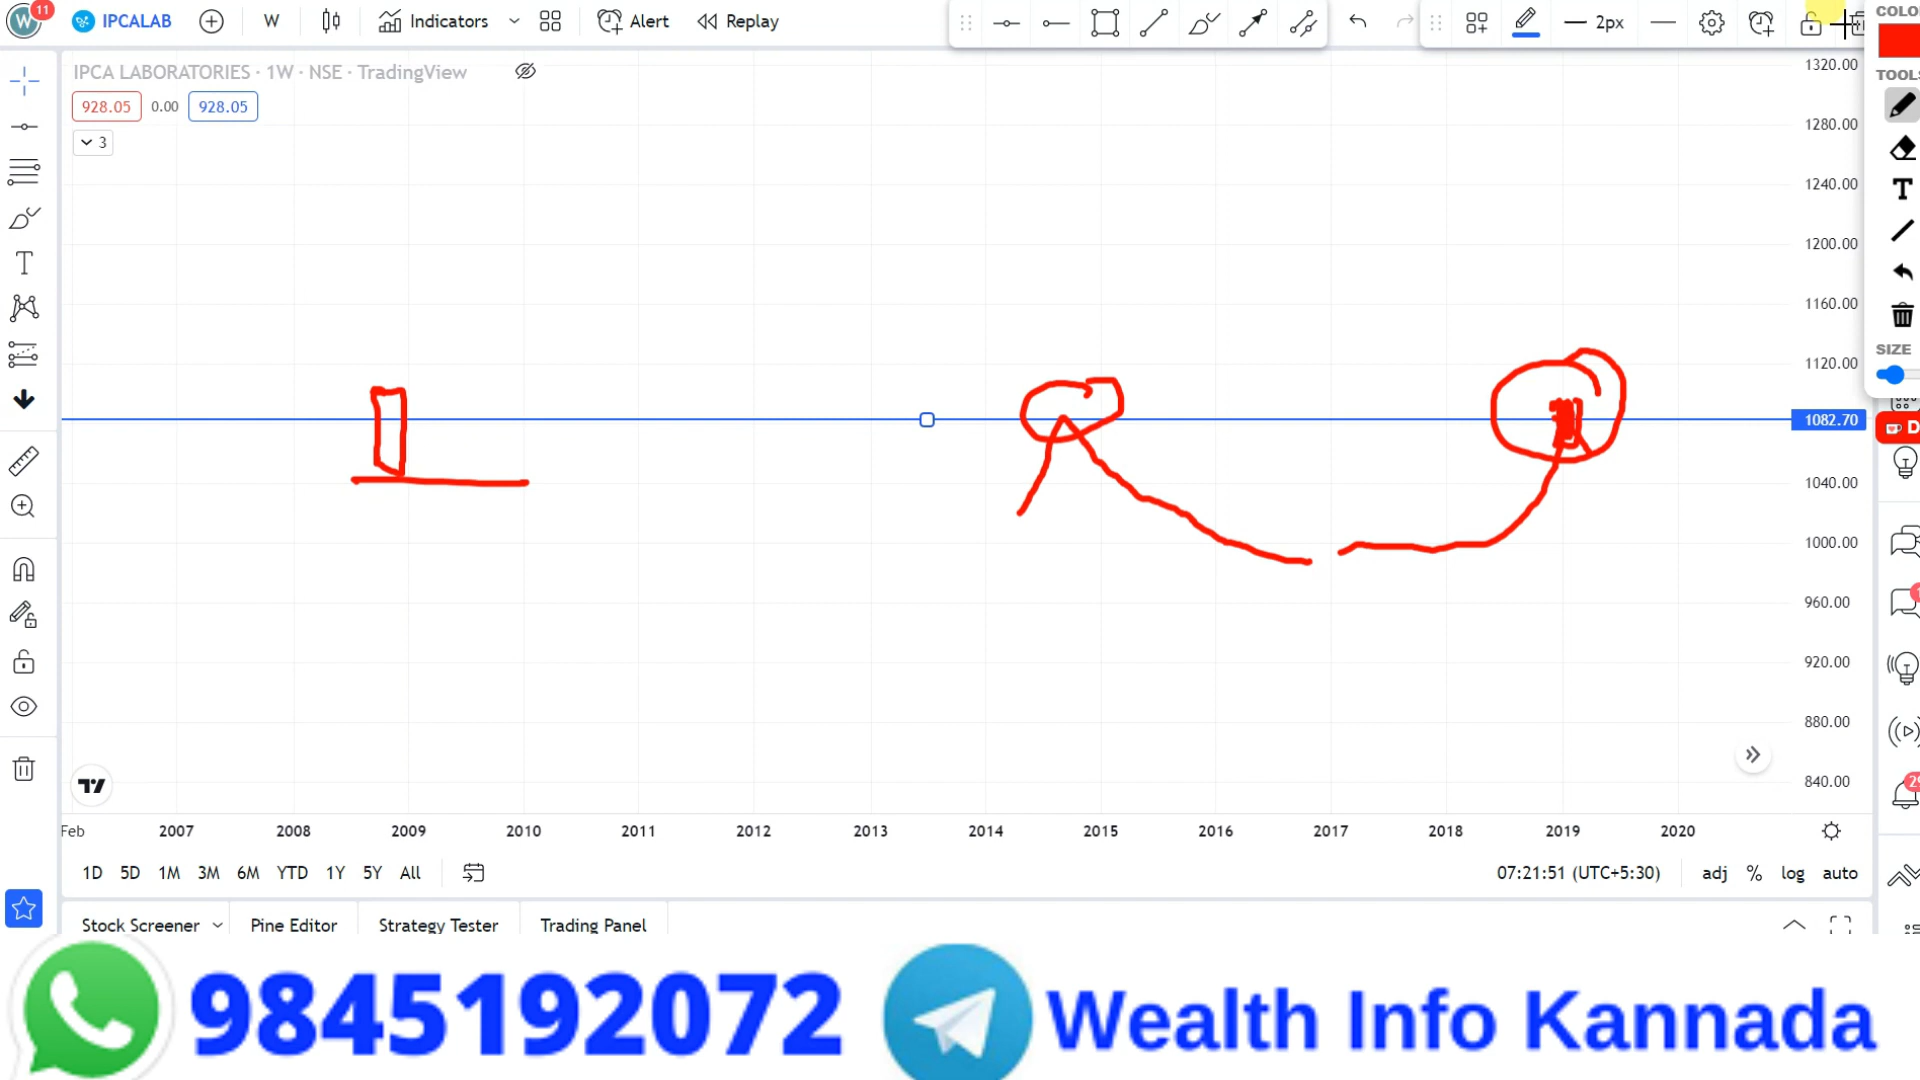 W 11 IPCALAB W Indicators Alert Replay 2px
COLO
IPCA LABORATORIES · 1W · NSE · TradingView
928.05 0.00 928.05
3
TOOLS
SIZE
1320.00
1280.00
1240.00
1200.00
1160.00
1120.00
1082.70
1040.00
1000.00
960.00
920.00
880.00
840.00
D
29
Feb 2007 2008 2009 2010 2011 2012 2013 2014 2015 2016 2017 2018 2019 2020
1D 5D 1M 3M 6M YTD 1Y 5Y All 07:21:51 (UTC+5:30) adj % log auto
Stock Screener Pine Editor Strategy Tester Trading Panel
9845192072 Wealth Info Kannada